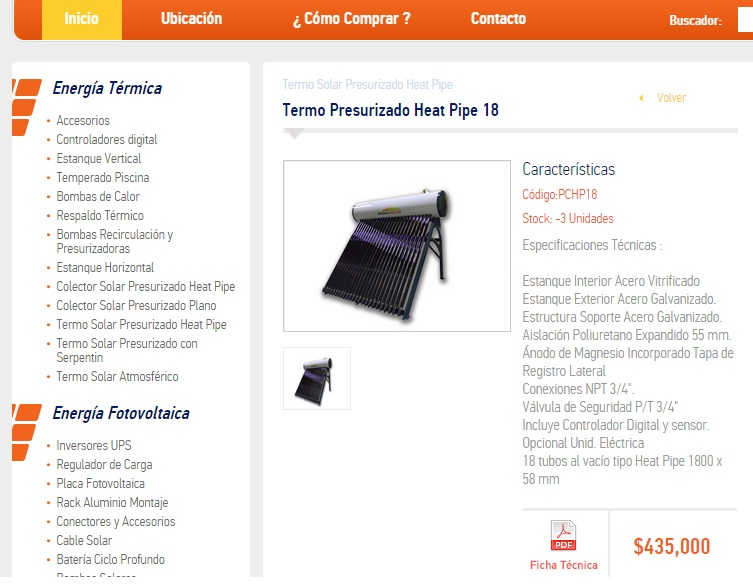 Inicio
Ubicación
¿ Cómo Comprar ?
Contacto
Buscador:
Energía Térmica
Accesorios
Controladores digital
Estanque Vertical
Temperado Piscina
Bombas de Calor
Respaldo Térmico
Bombas Recirculación y
Presurizadoras
Estanque Horizontal
Colector Solar Presurizado Heat Pipe
Colector Solar Presurizado Plano
Termo Solar Presurizado Heat Pipe
Termo Solar Presurizado con
Serpentin
Termo Solar Atmosférico
Energía Fotovoltaica
Inversores UPS
Regulador de Carga
Placa Fotovoltaica
Rack Aluminio Montaje
Conectores y Accesorios
Cable Solar
Batería Ciclo Profundo
Bombas Solares
Termo Solar Presurizado Heat Pipe
Termo Presurizado Heat Pipe 18
Volver
Características
Código:PCHP18
Stock: -3 Unidades
Especificaciones Técnicas :
Estanque Interior Acero Vitrificado
Estanque Exterior Acero Galvanizado.
Estructura Soporte Acero Galvanizado.
Aislación Poliuretano Expandido 55 mm.
Ánodo de Magnesio Incorporado Tapa de
Registro Lateral
Conexiones NPT 3/4".
Válvula de Seguridad P/T 3/4"
Incluye Controlador Digital y sensor.
Opcional Unid. Eléctrica
18 tubos al vacío tipo Heat Pipe 1800 x
58 mm
PDF
Ficha Técnica
$435,000